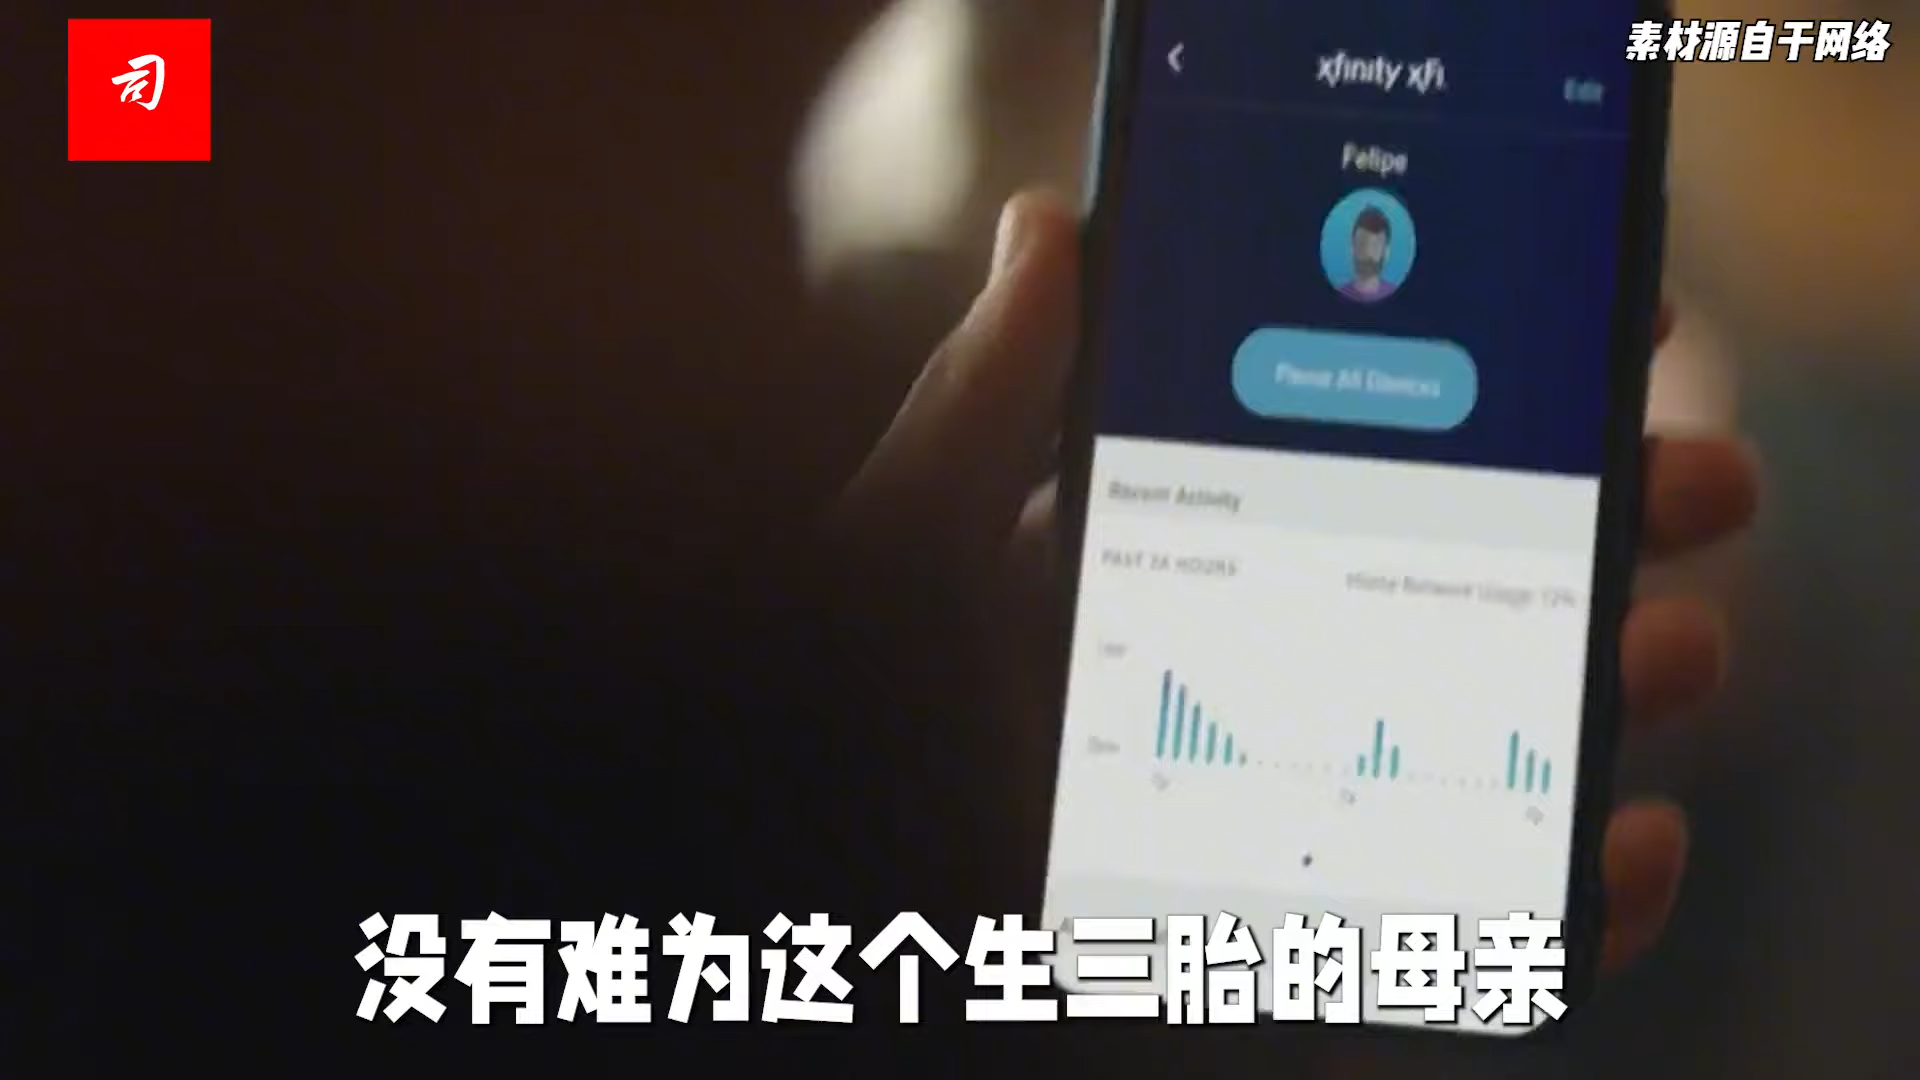 司
素材源自于网络
xfinity xFi
Edit
Felipe
Pause All Devices
Recent Activity
PAST 24 HOURS
没有难为这个生三胎的母亲